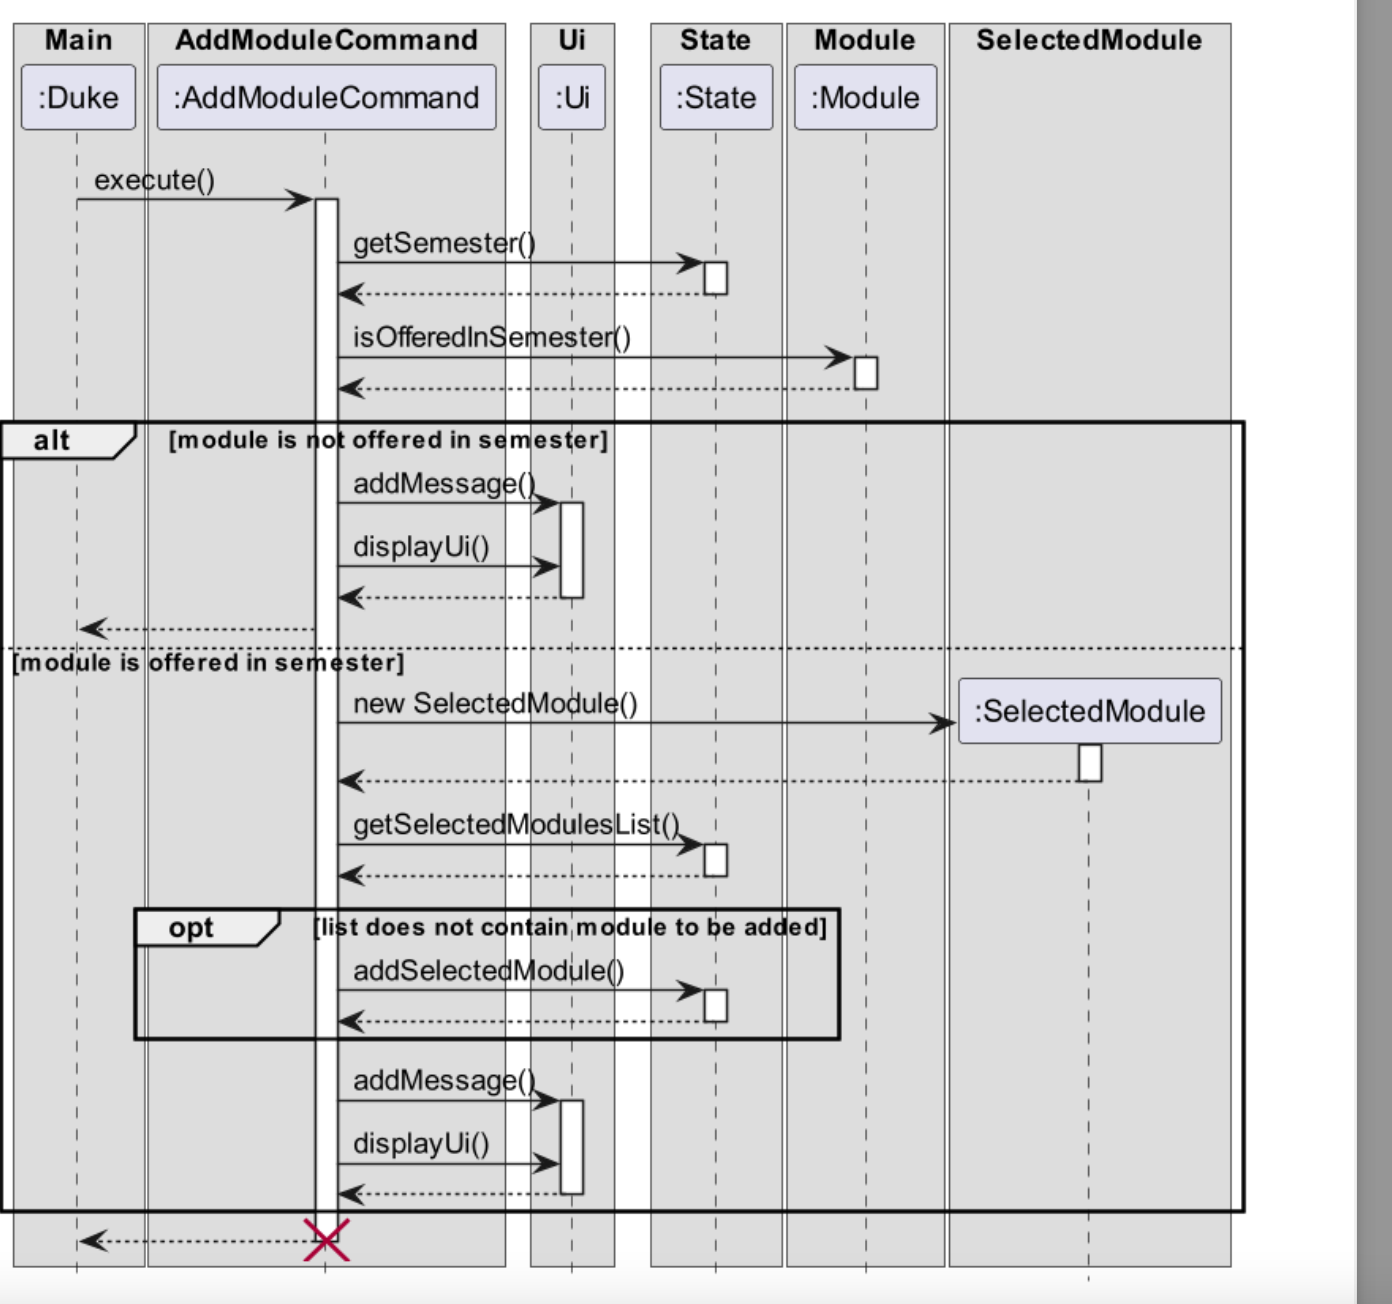 Main AddModuleCommand Ui State Module SelectedModule
:Duke :AddModuleCommand :Ui :State :Module
execute()
getSemester()
isOfferedInSemester()
alt [module is not offered in semester]
addMessage()
displayUi()
[module is offered in semester]
new SelectedModule()
:SelectedModule
getSelectedModulesList()
opt [list does not contain module to be added]
addSelectedModule()
addMessage()
displayUi()